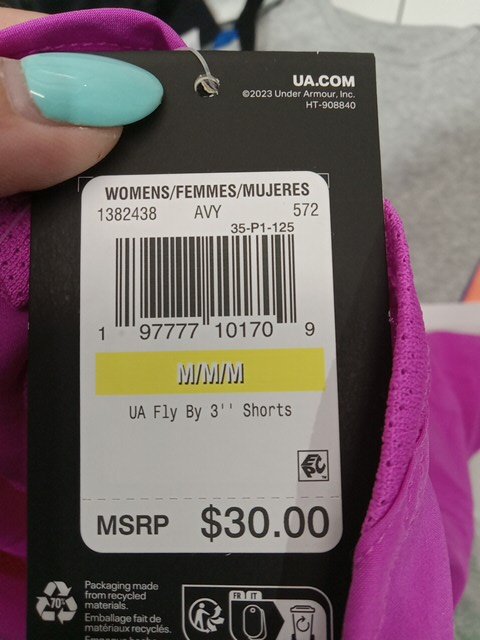 UA.COM
©2023 Under Armour, Inc.
HT-908840
WOMENS/FEMMES/MUJERES
1382438 AVY 572
35-P1-125
1 97777 10170 9
M/M/M
UA Fly By 3'' Shorts
EPC
MSRP $30.00
70%
Packaging made
from recycled
materials.
Emballage fait de
matériaux recyclés.
FR IT